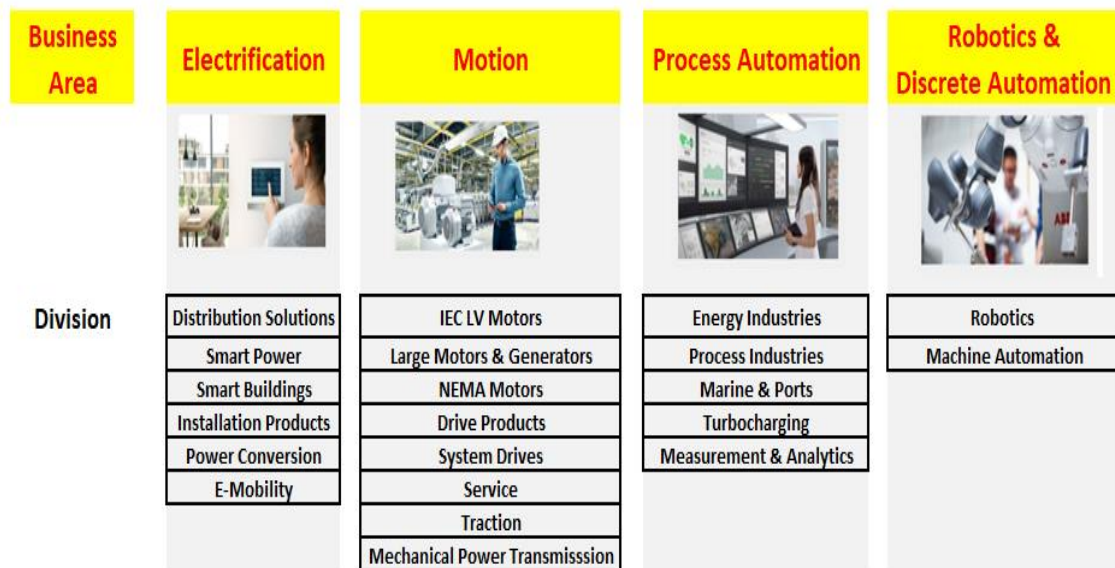 Business
Area
Electrification
Motion
Process Automation
Robotics &
Discrete Automation
ABB
Division
Distribution Solutions
Smart Power
Smart Buildings
Installation Products
Power Conversion
E-Mobility
IEC LV Motors
Large Motors & Generators
NEMA Motors
Drive Products
System Drives
Service
Traction
Mechanical Power Transmisssion
Energy Industries
Process Industries
Marine & Ports
Turbocharging
Measurement & Analytics
Robotics
Machine Automation